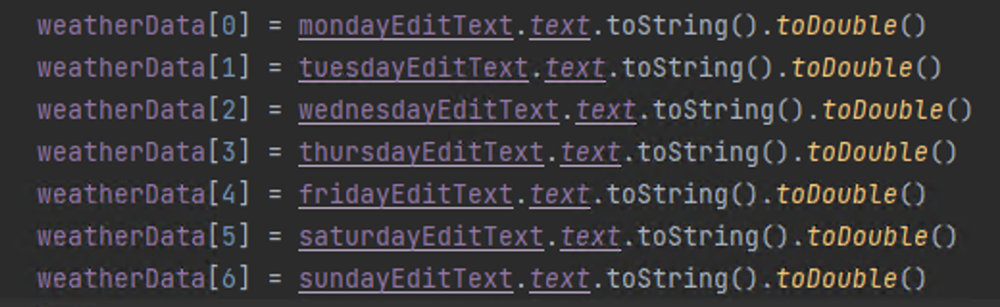 weatherData[0] = mondayEditText.text.toString().toDouble()
weatherData[1] = tuesdayEditText.text.toString().toDouble()
weatherData[2] = wednesdayEditText.text.toString().toDouble()
weatherData[3] = thursdayEditText.text.toString().toDouble()
weatherData[4] = fridayEditText.text.toString().toDouble()
weatherData[5] = saturdayEditText.text.toString().toDouble()
weatherData[6] = sundayEditText.text.toString().toDouble()